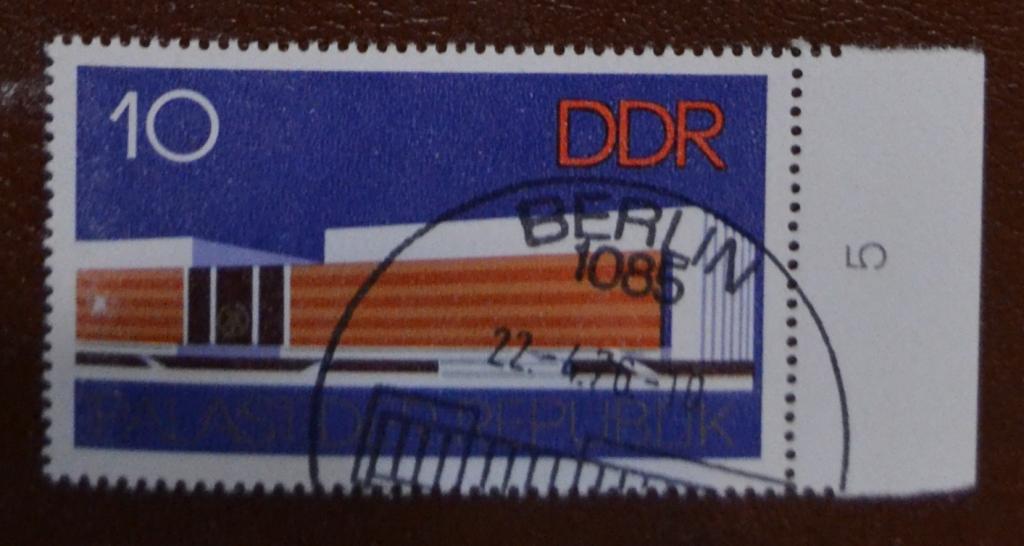 10
DDR
BERLIN
1085
22.-4.76.-10
PALAST DER REPUBLIK
5